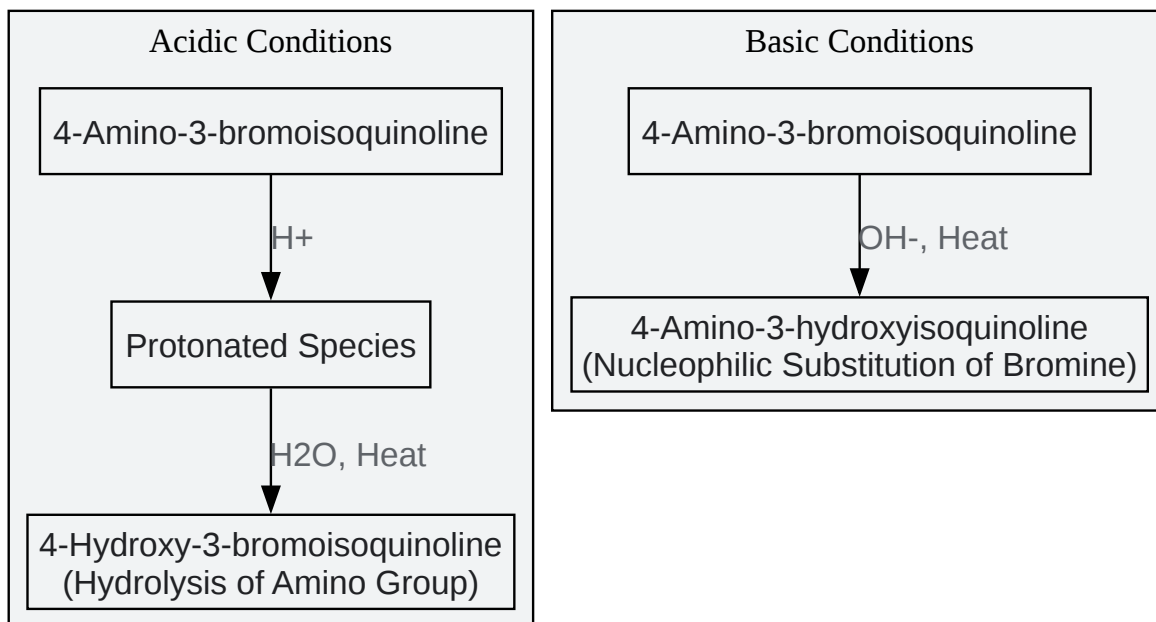 Acidic Conditions
4-Amino-3-bromoisoquinoline
H+
Protonated Species
H2O, Heat
4-Hydroxy-3-bromoisoquinoline
(Hydrolysis of Amino Group)
Basic Conditions
4-Amino-3-bromoisoquinoline
OH-, Heat
4-Amino-3-hydroxyisoquinoline
(Nucleophilic Substitution of Bromine)